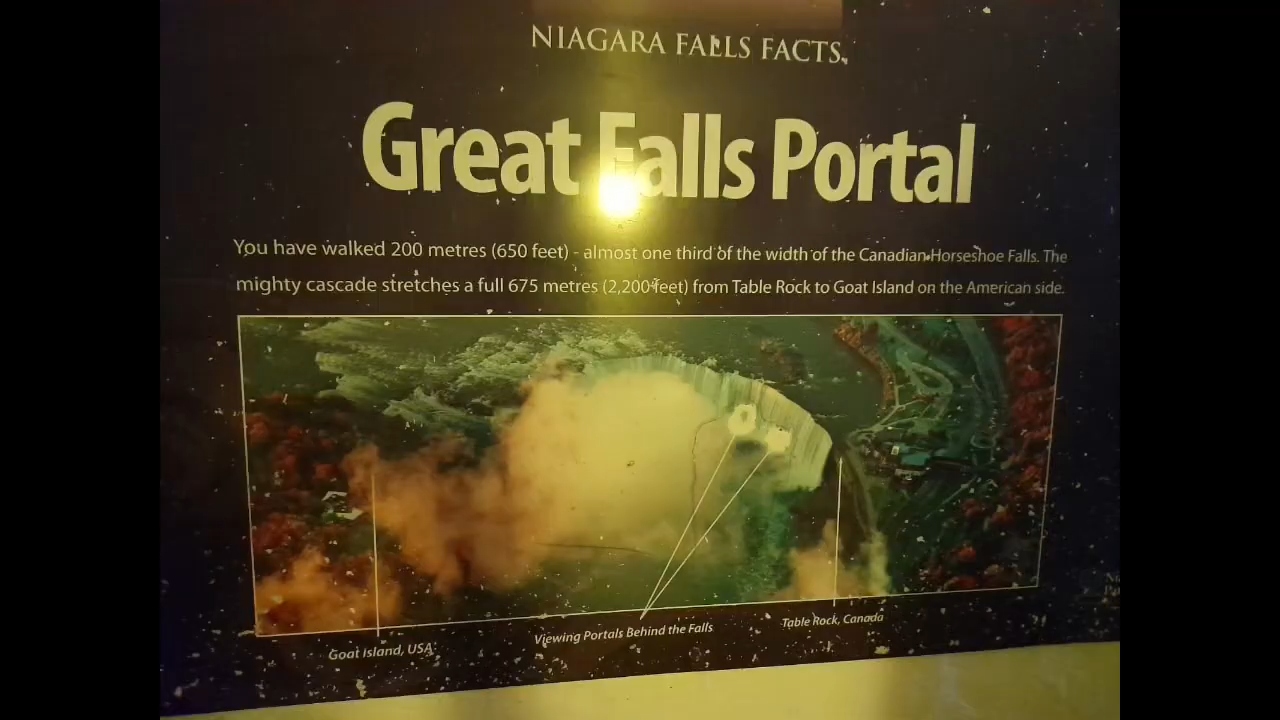 NIAGARA FALLS FACTS
Great Falls Portal
You have walked 200 metres (650 feet) - almost one third of the width of the Canadian Horseshoe Falls. The
mighty cascade stretches a full 675 metres (2,200 feet) from Table Rock to Goat Island on the American side.
Goat Island, USA
Viewing Portals Behind the Falls
Table Rock, Canada